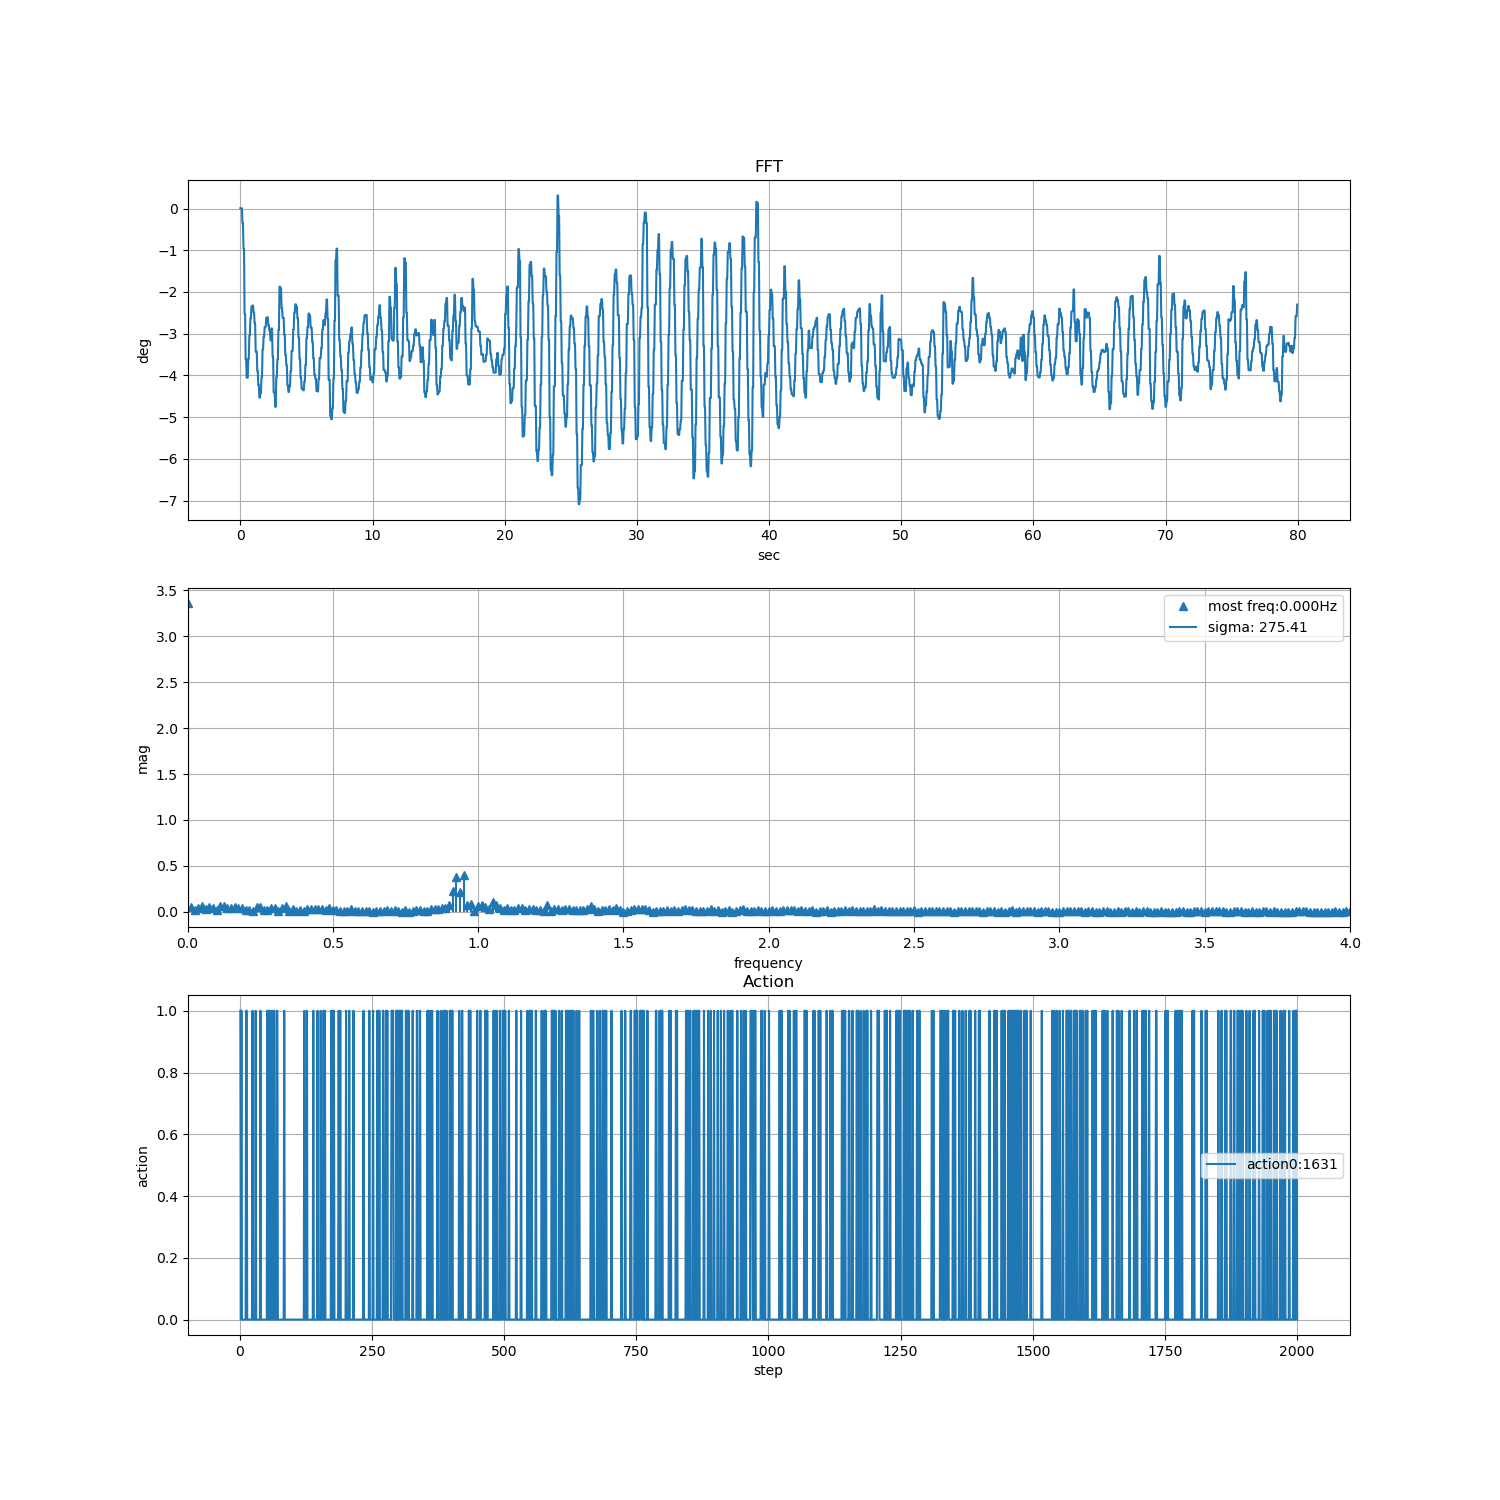 FFT
0
−1
−2
−3
−4
−5
−6
−7
deg
0 10 20 30 40 50 60 70 80
sec
3.5
3.0
2.5
2.0
1.5
1.0
0.5
0.0
mag
most freq:0.000Hz
sigma: 275.41
0.0 0.5 1.0 1.5 2.0 2.5 3.0 3.5 4.0
frequency
Action
1.0
0.8
0.6
0.4
0.2
0.0
action
action0:1631
0 250 500 750 1000 1250 1500 1750 2000
step